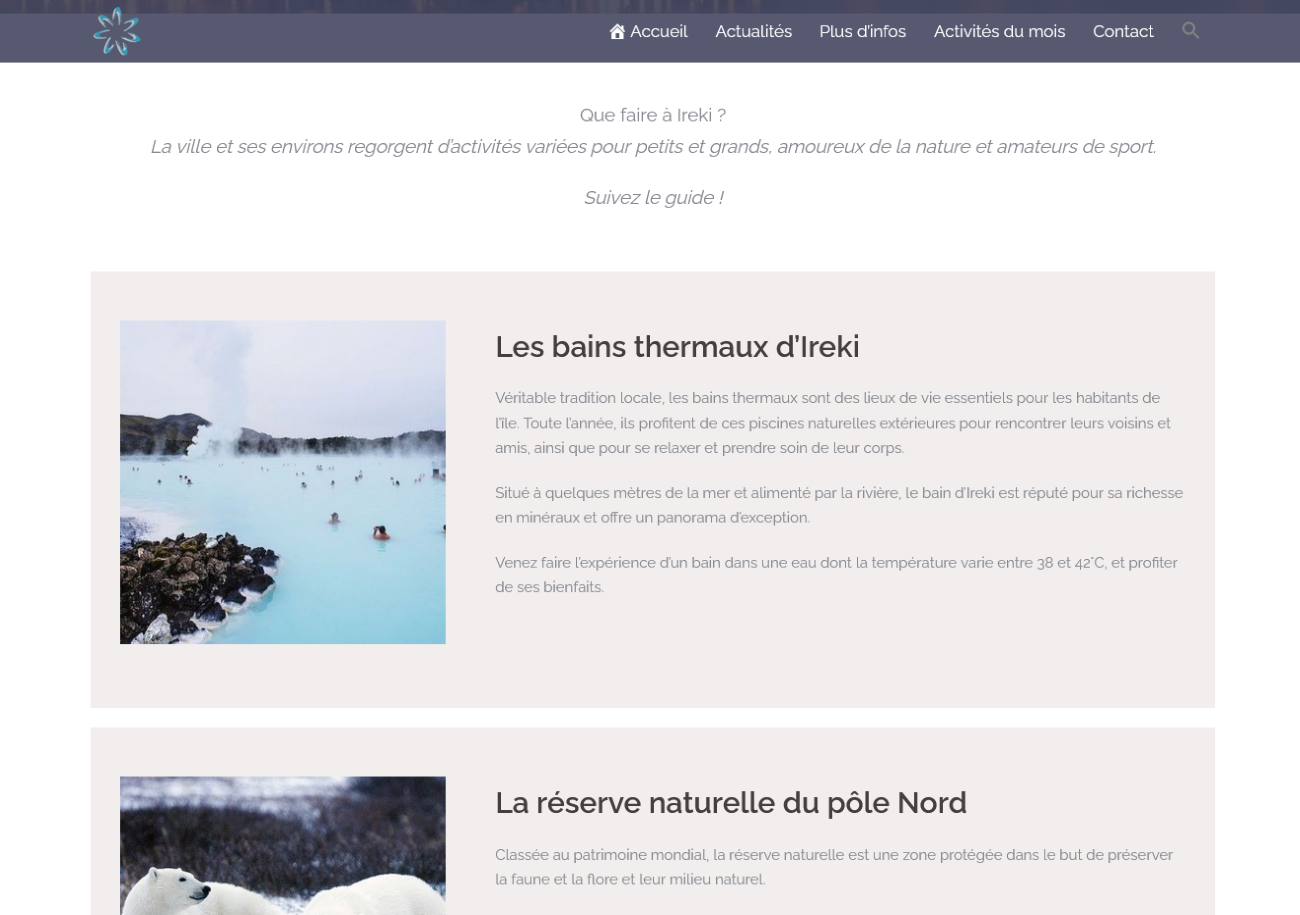 Accueil Actualités Plus d'infos Activités du mois Contact
Que faire à Ireki ?
La ville et ses environs regorgent d'activités variées pour petits et grands, amoureux de la nature et amateurs de sport.
Suivez le guide !
Les bains thermaux d'Ireki
Véritable tradition locale, les bains thermaux sont des lieux de vie essentiels pour les habitants de
l'île. Toute l'année, ils profitent de ces piscines naturelles extérieures pour rencontrer leurs voisins et
amis, ainsi que pour se relaxer et prendre soin de leur corps.
Situé à quelques mètres de la mer et alimenté par la rivière, le bain d'Ireki est réputé pour sa richesse
en minéraux et offre un panorama d'exception.
Venez faire l'expérience d'un bain dans une eau dont la température varie entre 38 et 42°C, et profiter
de ses bienfaits.
La réserve naturelle du pôle Nord
Classée au patrimoine mondial, la réserve naturelle est une zone protégée dans le but de préserver
la faune et la flore et leur milieu naturel.